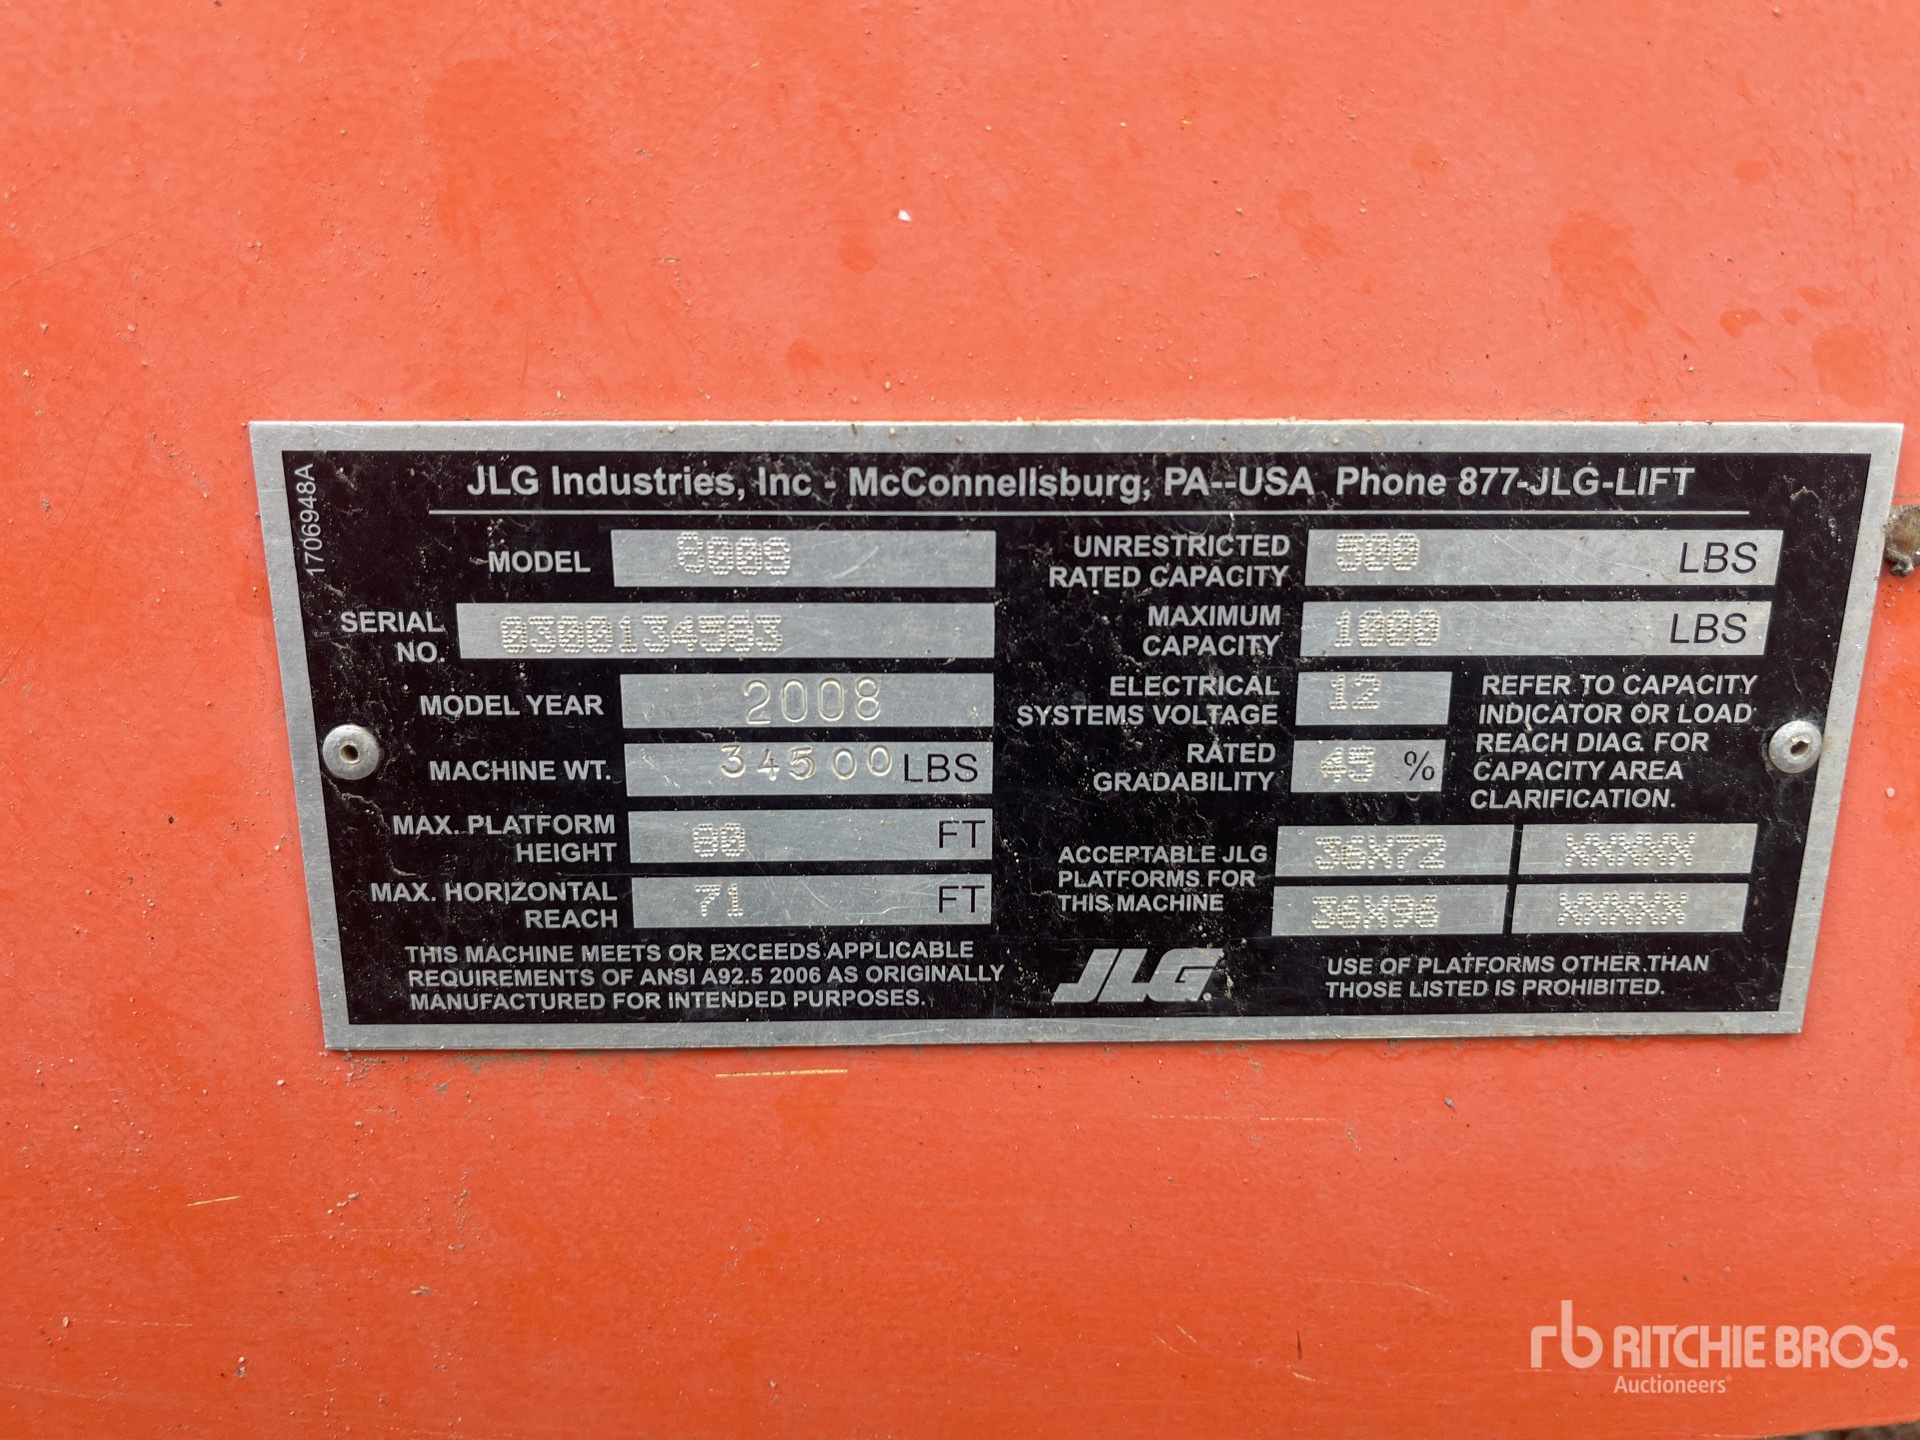 JLG Industries, Inc - McConnellsburg, PA--USA Phone 877-JLG-LIFT
1706948A
MODEL 800S
SERIAL NO. 0300134583
MODEL YEAR 2008
MACHINE WT. 34500 LBS
MAX. PLATFORM HEIGHT 80 FT
MAX. HORIZONTAL REACH 71 FT
THIS MACHINE MEETS OR EXCEEDS APPLICABLE
REQUIREMENTS OF ANSI A92.5 2006 AS ORIGINALLY
MANUFACTURED FOR INTENDED PURPOSES.
UNRESTRICTED RATED CAPACITY 500 LBS
MAXIMUM CAPACITY 1000 LBS
ELECTRICAL SYSTEMS VOLTAGE 12
RATED GRADABILITY 45 %
REFER TO CAPACITY
INDICATOR OR LOAD
REACH DIAG. FOR
CAPACITY AREA
CLARIFICATION.
ACCEPTABLE JLG
PLATFORMS FOR
THIS MACHINE
36X72 XXXXX
36X96 XXXXX
JLG.
USE OF PLATFORMS OTHER THAN
THOSE LISTED IS PROHIBITED.
rb RITCHIE BROS.
Auctioneers